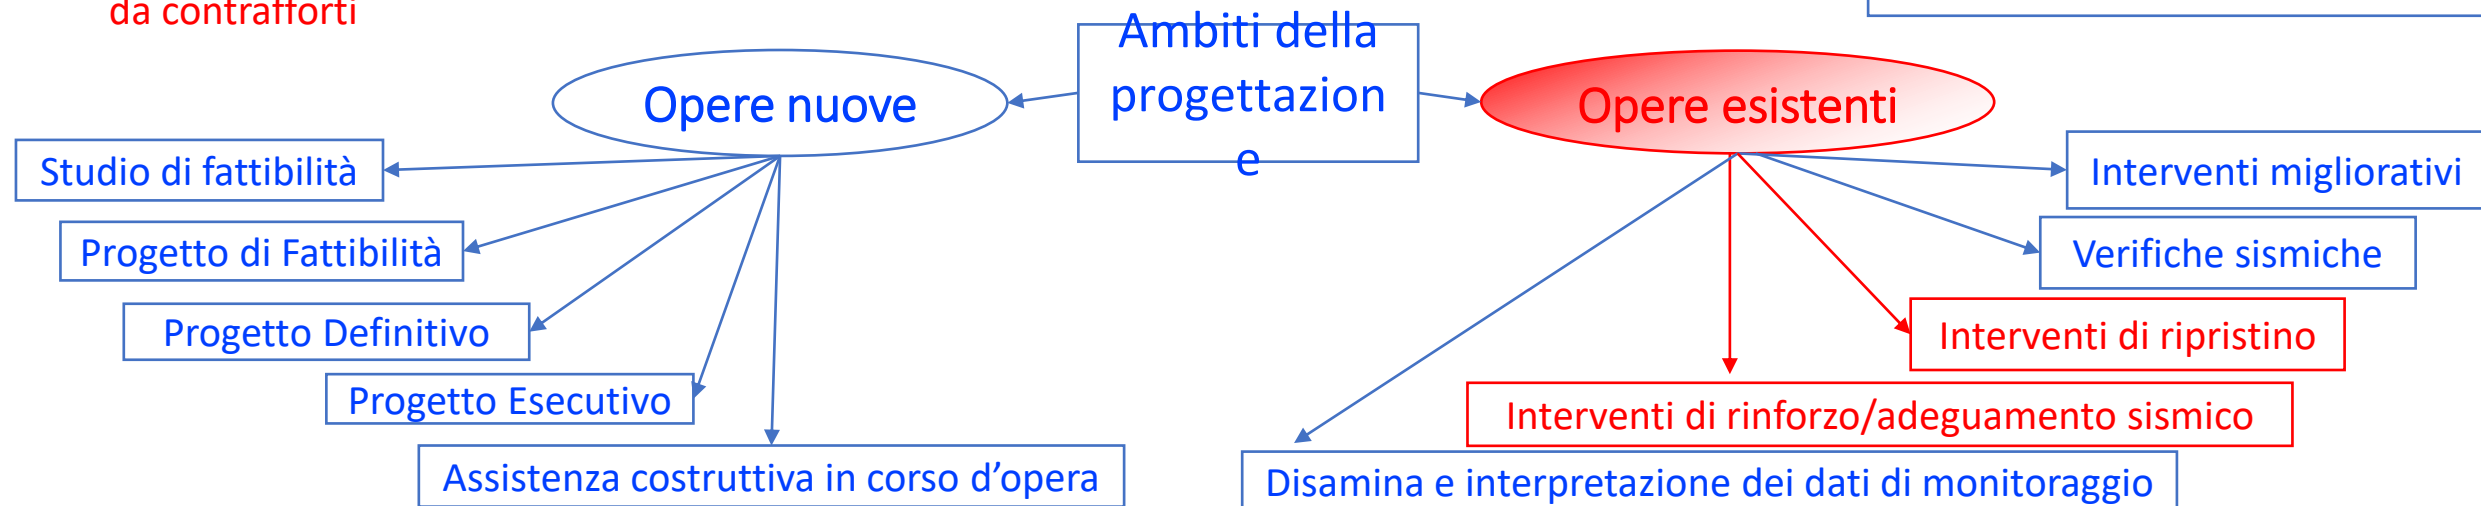 da contrafforti
Ambiti della
progettazion
e
Opere nuove
Opere esistenti
Studio di fattibilità
Progetto di Fattibilità
Progetto Definitivo
Progetto Esecutivo
Assistenza costruttiva in corso d’opera
Interventi migliorativi
Verifiche sismiche
Interventi di ripristino
Interventi di rinforzo/adeguamento sismico
Disamina e interpretazione dei dati di monitoraggio